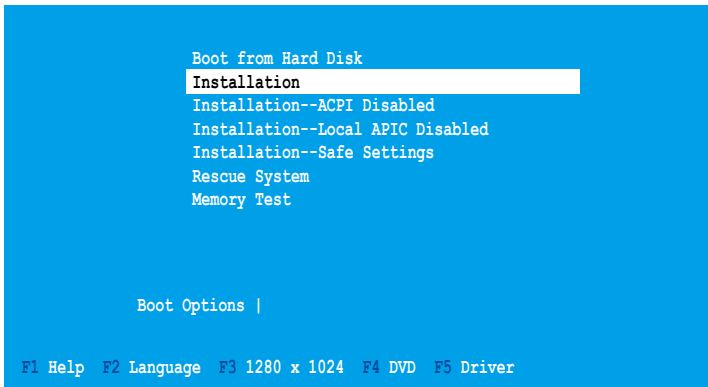 Boot from Hard Disk
Installation
Installation--ACPI Disabled
Installation--Local APIC Disabled
Installation--Safe Settings
Rescue System
Memory Test
Boot Options |
F1 Help F2 Language F3 1280 x 1024 F4 DVD F5 Driver